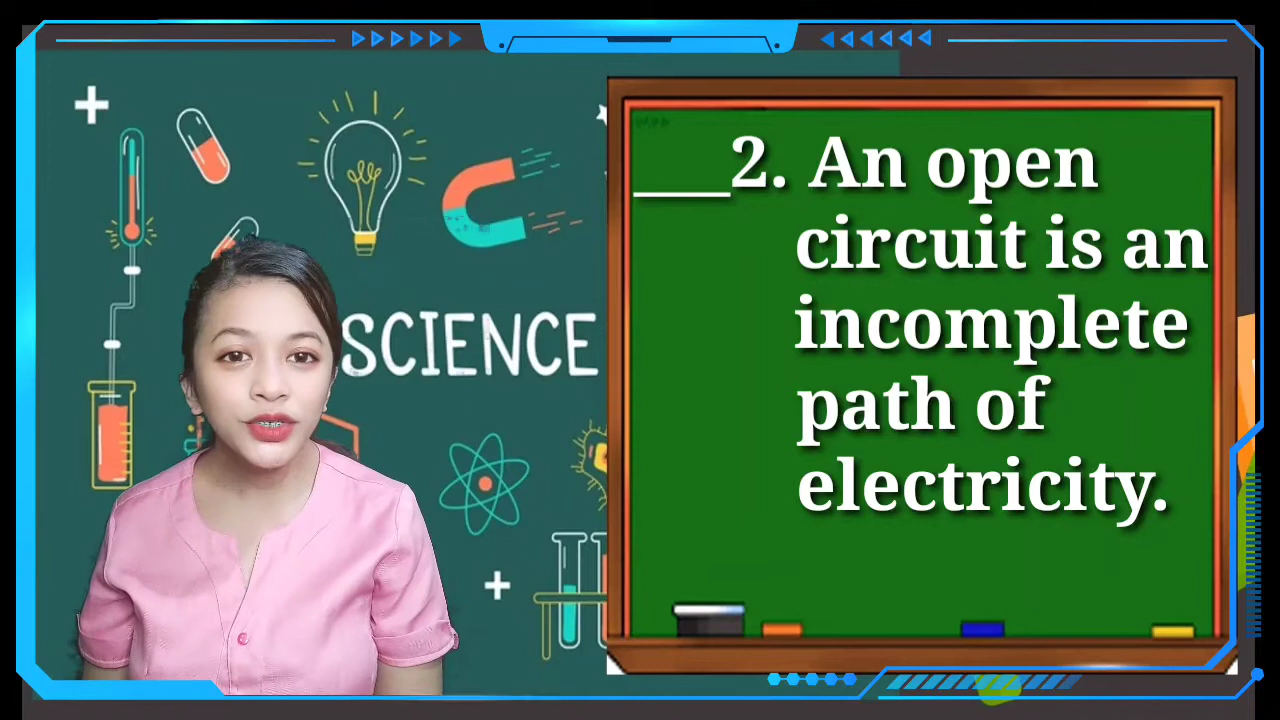 SCIENCE
____2. An open
circuit is an
incomplete
path of
electricity.